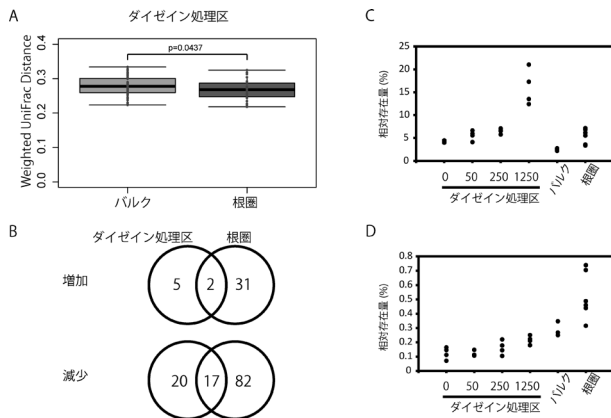 A
ダイゼイン処理区
p=0.0437
Weighted UniFrac Distance
0.4
0.3
0.2
0.1
0.0
バルク
根圏
B
ダイゼイン処理区
根圏
増加
5
2
31
減少
20
17
82
C
相対存在量 (%)
25
20
15
10
5
0
0
50
250
1250
バルク
根圏
ダイゼイン処理区
D
相対存在量 (%)
0.8
0.7
0.6
0.5
0.4
0.3
0.2
0.1
0
0
50
250
1250
バルク
根圏
ダイゼイン処理区